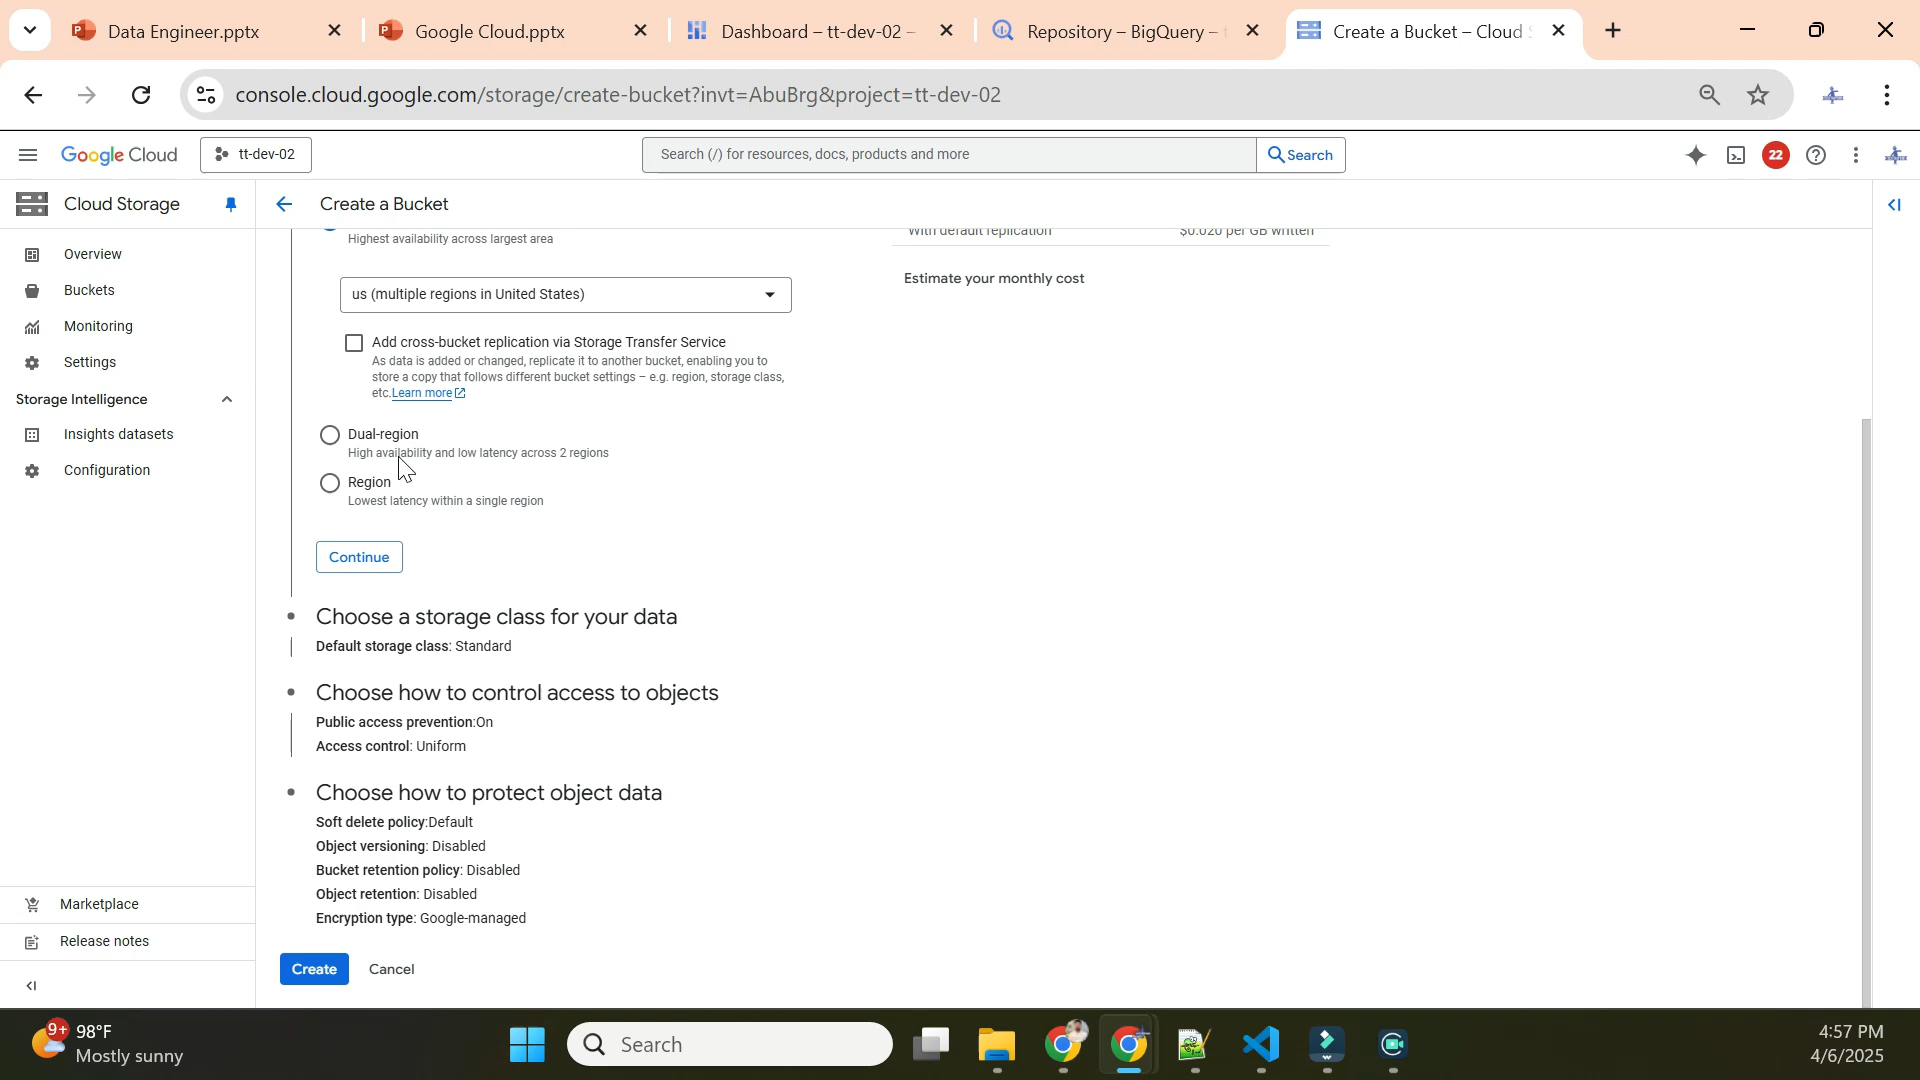 Data Engineer.pptx
Google Cloud.pptx
Dashboard – tt-dev-02 –
Repository – BigQuery –
Create a Bucket – Cloud
console.cloud.google.com/storage/create-bucket?invt=AbuBrg&project=tt-dev-02
Google Cloud
tt-dev-02
Search (/) for resources, docs, products and more
Search
22
Cloud Storage
Create a Bucket
Overview
Buckets
Monitoring
Settings
Storage Intelligence
Insights datasets
Configuration
Marketplace
Release notes
Highest availability across largest area
With default replication
$0.020 per GB written
Estimate your monthly cost
us (multiple regions in United States)
Add cross-bucket replication via Storage Transfer Service
As data is added or changed, replicate it to another bucket, enabling you to
store a copy that follows different bucket settings – e.g. region, storage class,
etc. Learn more
Dual-region
High availability and low latency across 2 regions
Region
Lowest latency within a single region
Continue
Choose a storage class for your data
Default storage class: Standard
Choose how to control access to objects
Public access prevention:On
Access control: Uniform
Choose how to protect object data
Soft delete policy:Default
Object versioning: Disabled
Bucket retention policy: Disabled
Object retention: Disabled
Encryption type: Google-managed
Create
Cancel
9+
98°F
Mostly sunny
Search
4:57 PM
4/6/2025